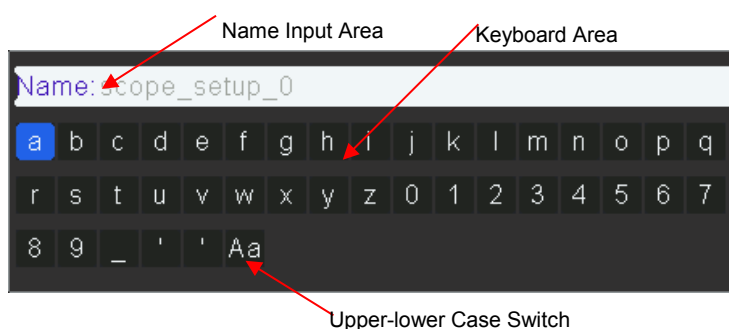 Name Input Area
Keyboard Area
Name: scope_setup_0
a b c d e f g h i j k l m n o p q
r s t u v w x y z 0 1 2 3 4 5 6 7
8 9 _ ' ' Aa
Upper-lower Case Switch